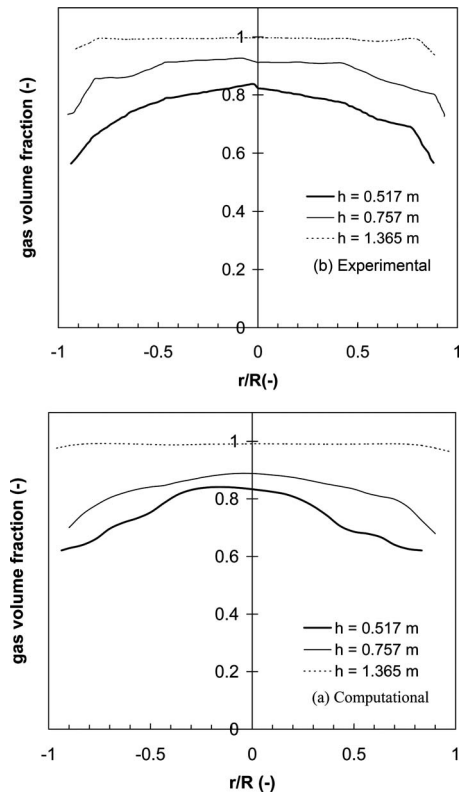 gas volume fraction (-)
1
0.8
0.6
0.4
0.2
0
h = 0.517 m
h = 0.757 m
h = 1.365 m
(b) Experimental
-1 -0.5 0 0.5 1
r/R(-)
gas volume fraction (-)
1
0.8
0.6
0.4
0.2
0
h = 0.517 m
h = 0.757 m
h = 1.365 m
(a) Computational
-1 -0.5 0 0.5 1
r/R (-)